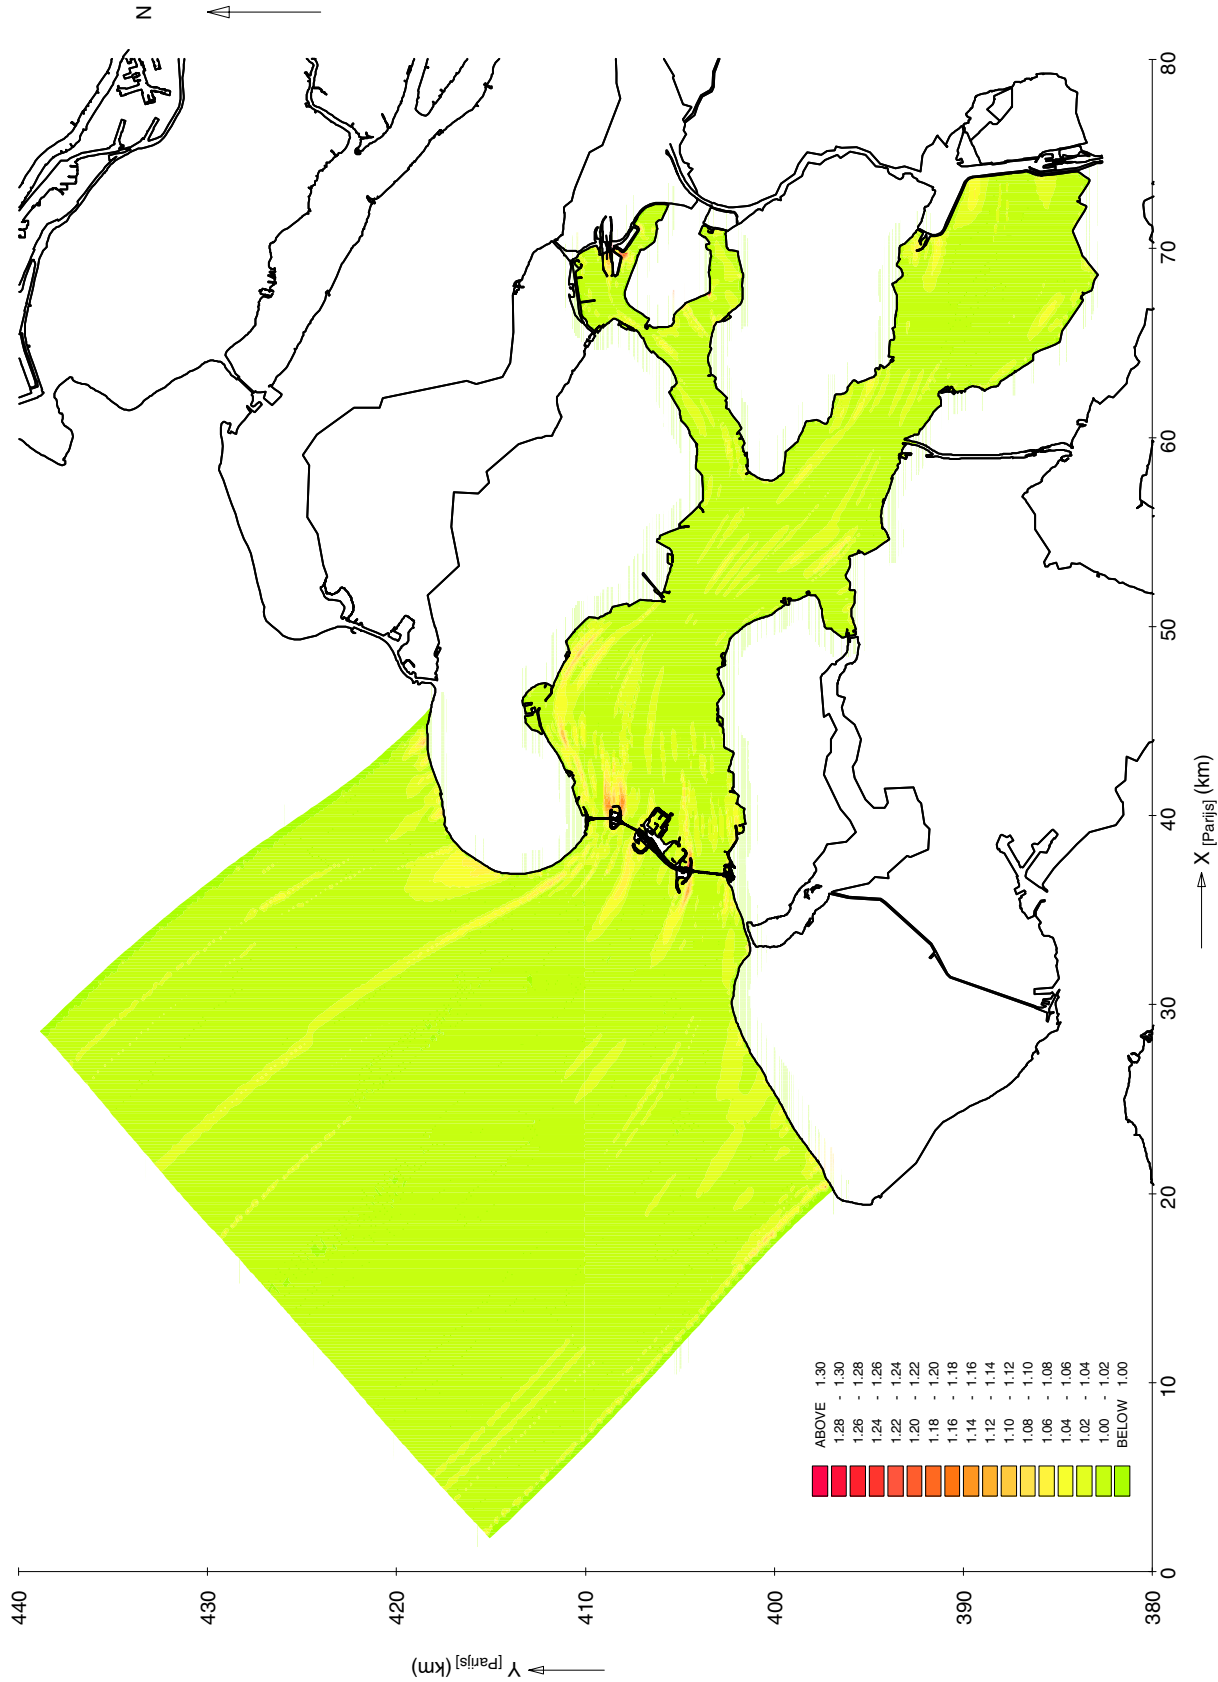 N
440
430
420
410
400
390
380
Y [Parijs] (km)
0
10
20
30
40
50
60
70
80
X [Parijs] (km)
ABOVE 1.30
1.28 - 1.30
1.26 - 1.28
1.24 - 1.26
1.22 - 1.24
1.20 - 1.22
1.18 - 1.20
1.16 - 1.18
1.14 - 1.16
1.12 - 1.14
1.10 - 1.12
1.08 - 1.10
1.06 - 1.08
1.04 - 1.06
1.02 - 1.04
1.00 - 1.02
BELOW 1.00